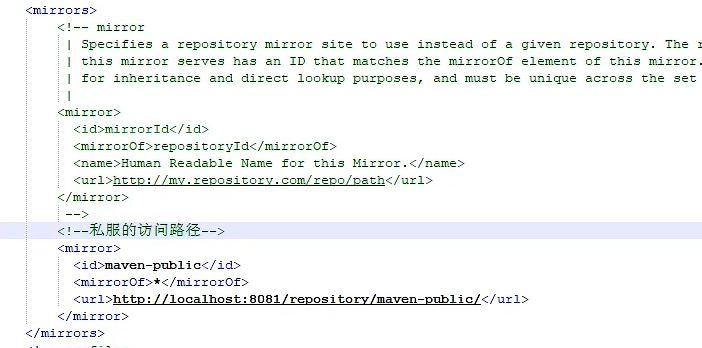 <mirrors>
<!-- mirror
| Specifies a repository mirror site to use instead of a given repository. The
| this mirror serves has an ID that matches the mirrorOf element of this mirror.
| for inheritance and direct lookup purposes, and must be unique across the set
|
<mirror>
<id>mirrorId</id>
<mirrorOf>repositoryId</mirrorOf>
<name>Human Readable Name for this Mirror.</name>
<url>http://my.repository.com/repo/path</url>
</mirror>
-->
<!--私服的访问路径-->
<mirror>
<id>maven-public</id>
<mirrorOf>*</mirrorOf>
<url>http://localhost:8081/repository/maven-public/</url>
</mirror>
</mirrors>